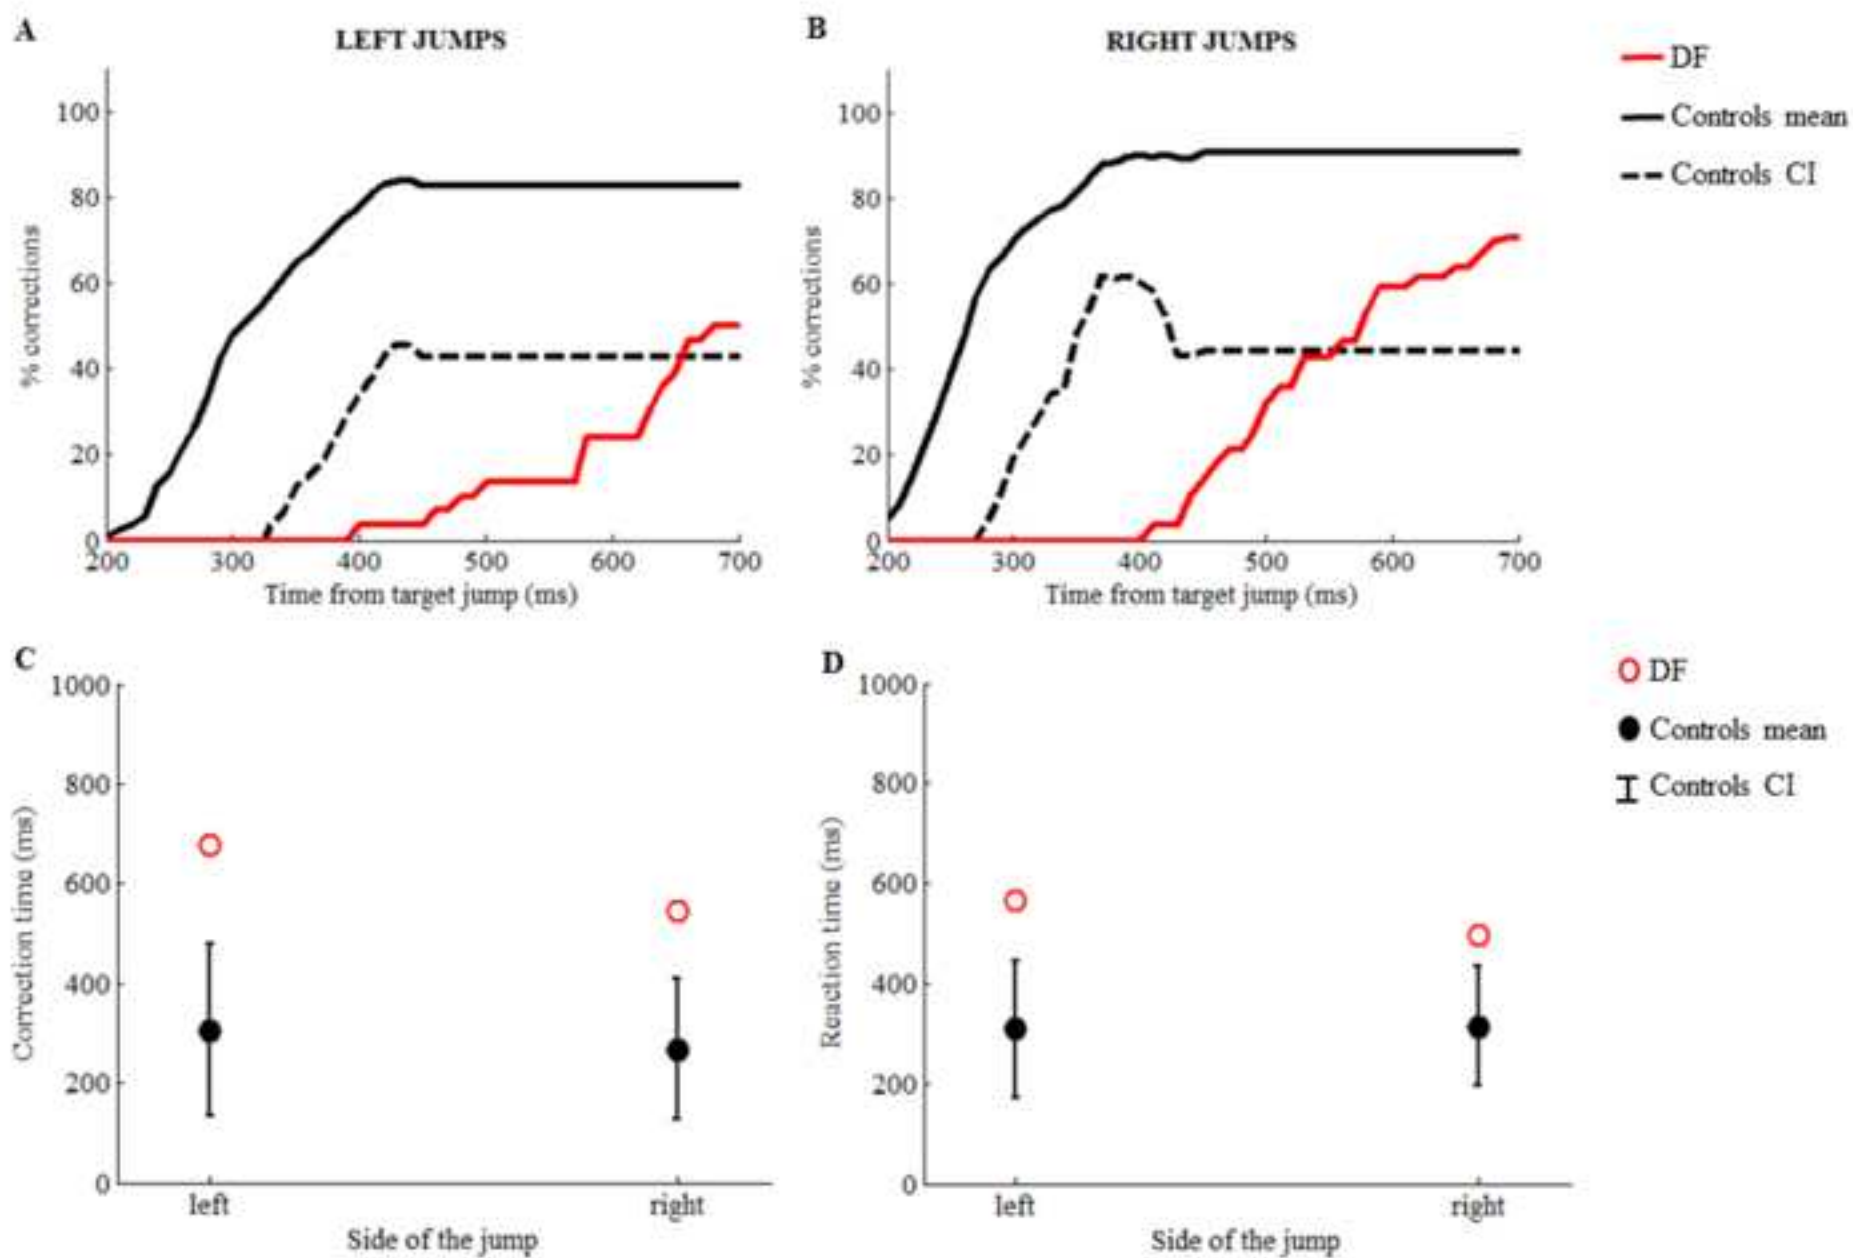 A
LEFT JUMPS
B
RIGHT JUMPS
DF
Controls mean
Controls CI
100
80
60
40
20
0
% corrections
200 300 400 500 600 700
Time from target jump (ms)
100
80
60
40
20
0
% corrections
200 300 400 500 600 700
Time from target jump (ms)
C
1000
800
600
400
200
0
Correction time (ms)
left right
Side of the jump
D
1000
800
600
400
200
0
Reaction time (ms)
left right
Side of the jump
DF
Controls mean
Controls CI